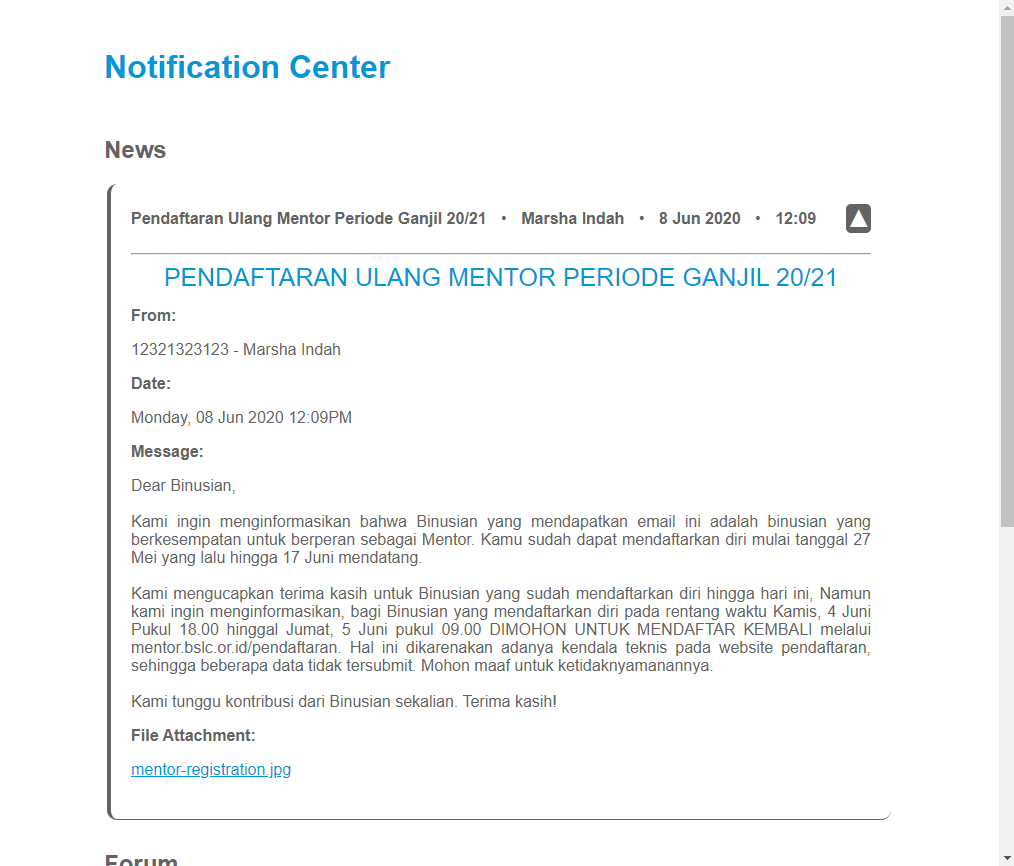 Notification Center
News
Pendaftaran Ulang Mentor Periode Ganjil 20/21 • Marsha Indah • 8 Jun 2020 • 12:09
PENDAFTARAN ULANG MENTOR PERIODE GANJIL 20/21
From:
12321323123 - Marsha Indah
Date:
Monday, 08 Jun 2020 12:09PM
Message:
Dear Binusian,
Kami ingin menginformasikan bahwa Binusian yang mendapatkan email ini adalah binusian yang
berkesempatan untuk berperan sebagai Mentor. Kamu sudah dapat mendaftarkan diri mulai tanggal 27
Mei yang lalu hingga 17 Juni mendatang.
Kami mengucapkan terima kasih untuk Binusian yang sudah mendaftarkan diri hingga hari ini, Namun
kami ingin menginformasikan, bagi Binusian yang mendaftarkan diri pada rentang waktu Kamis, 4 Juni
Pukul 18.00 hinggal Jumat, 5 Juni pukul 09.00 DIMOHON UNTUK MENDAFTAR KEMBALI melalui
mentor.bslc.or.id/pendaftaran. Hal ini dikarenakan adanya kendala teknis pada website pendaftaran,
sehingga beberapa data tidak tersubmit. Mohon maaf untuk ketidaknyamanannya.
Kami tunggu kontribusi dari Binusian sekalian. Terima kasih!
File Attachment:
mentor-registration.jpg
Forum